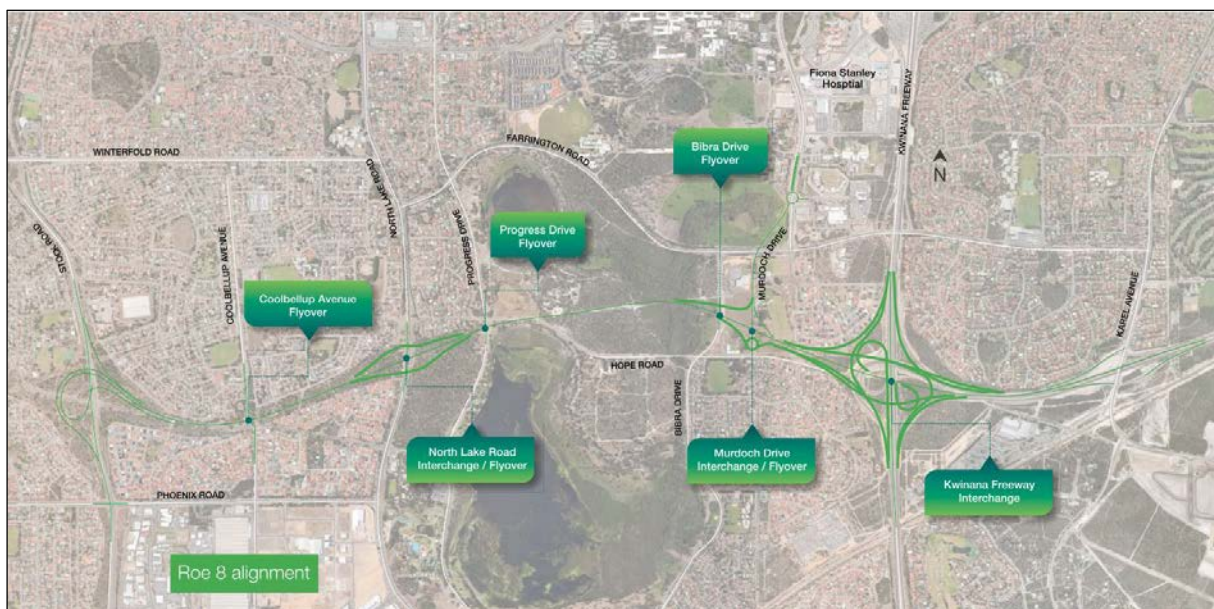 Fiona Stanley
Hosptial
KWINANA FREEWAY
FARRINGTON ROAD
WINTERFOLD ROAD
Bibra Drive
Flyover
N
NORTH LAKE ROAD
PROGRESS DRIVE
Progress Drive
Flyover
STOCK ROAD
COOLBELLUP AVENUE
MURDOCH DRIVE
KAREL AVENUE
Coolbellup Avenue
Flyover
HOPE ROAD
BIBRA DRIVE
North Lake Road
Interchange / Flyover
Murdoch Drive
Interchange / Flyover
Kwinana Freeway
Interchange
PHOENIX ROAD
Roe 8 alignment